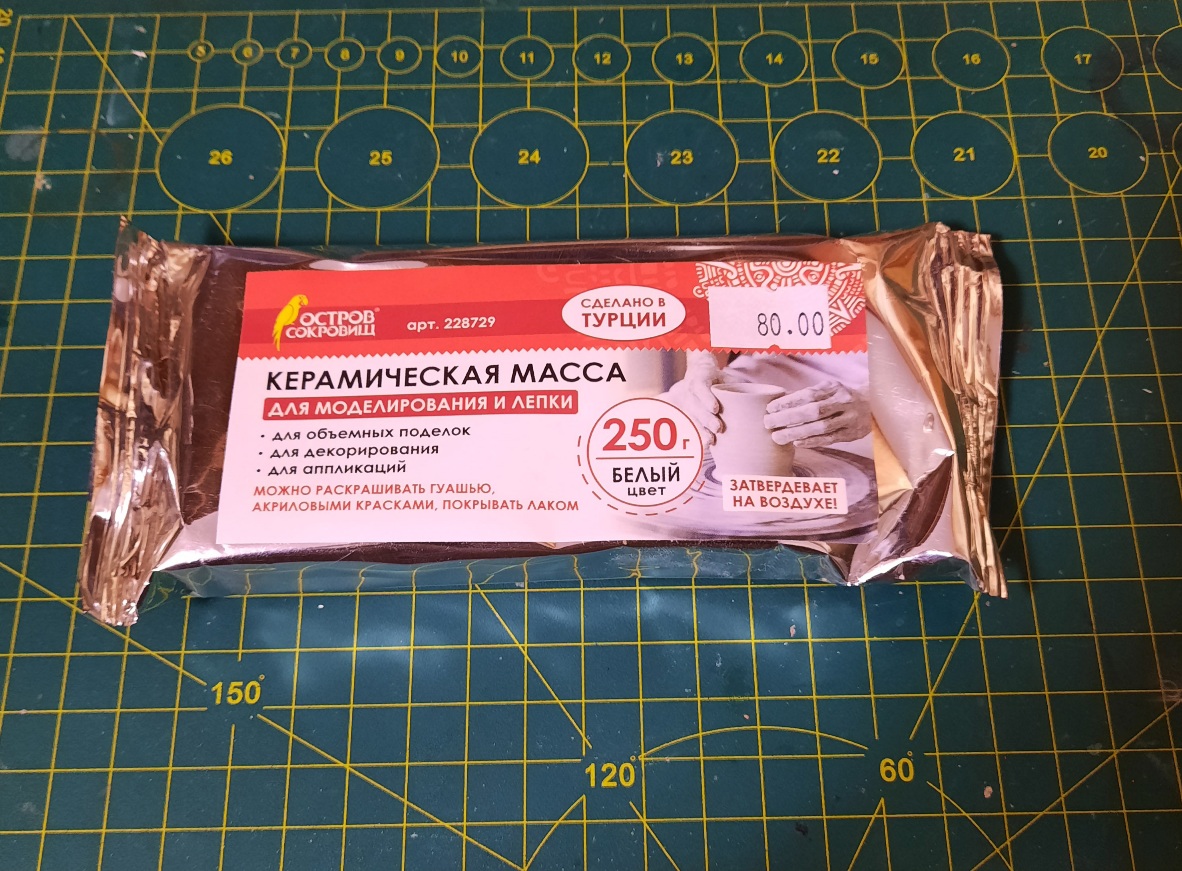 5 6 7 8 9 10 11 12 13 14 15 16 17
26 25 24 23 22 21 20
ОСТРОВ
СОКРОВИЩ®
арт. 228729
СДЕЛАНО В
ТУРЦИИ
80.00
КЕРАМИЧЕСКАЯ МАССА
ДЛЯ МОДЕЛИРОВАНИЯ И ЛЕПКИ
• для объемных поделок
• для декорирования
• для аппликаций
МОЖНО РАСКРАШИВАТЬ ГУАШЬЮ,
АКРИЛОВЫМИ КРАСКАМИ, ПОКРЫВАТЬ ЛАКОМ
250 г
БЕЛЫЙ
цвет
ЗАТВЕРДЕВАЕТ
НА ВОЗДУХЕ!
150°
120°
60°